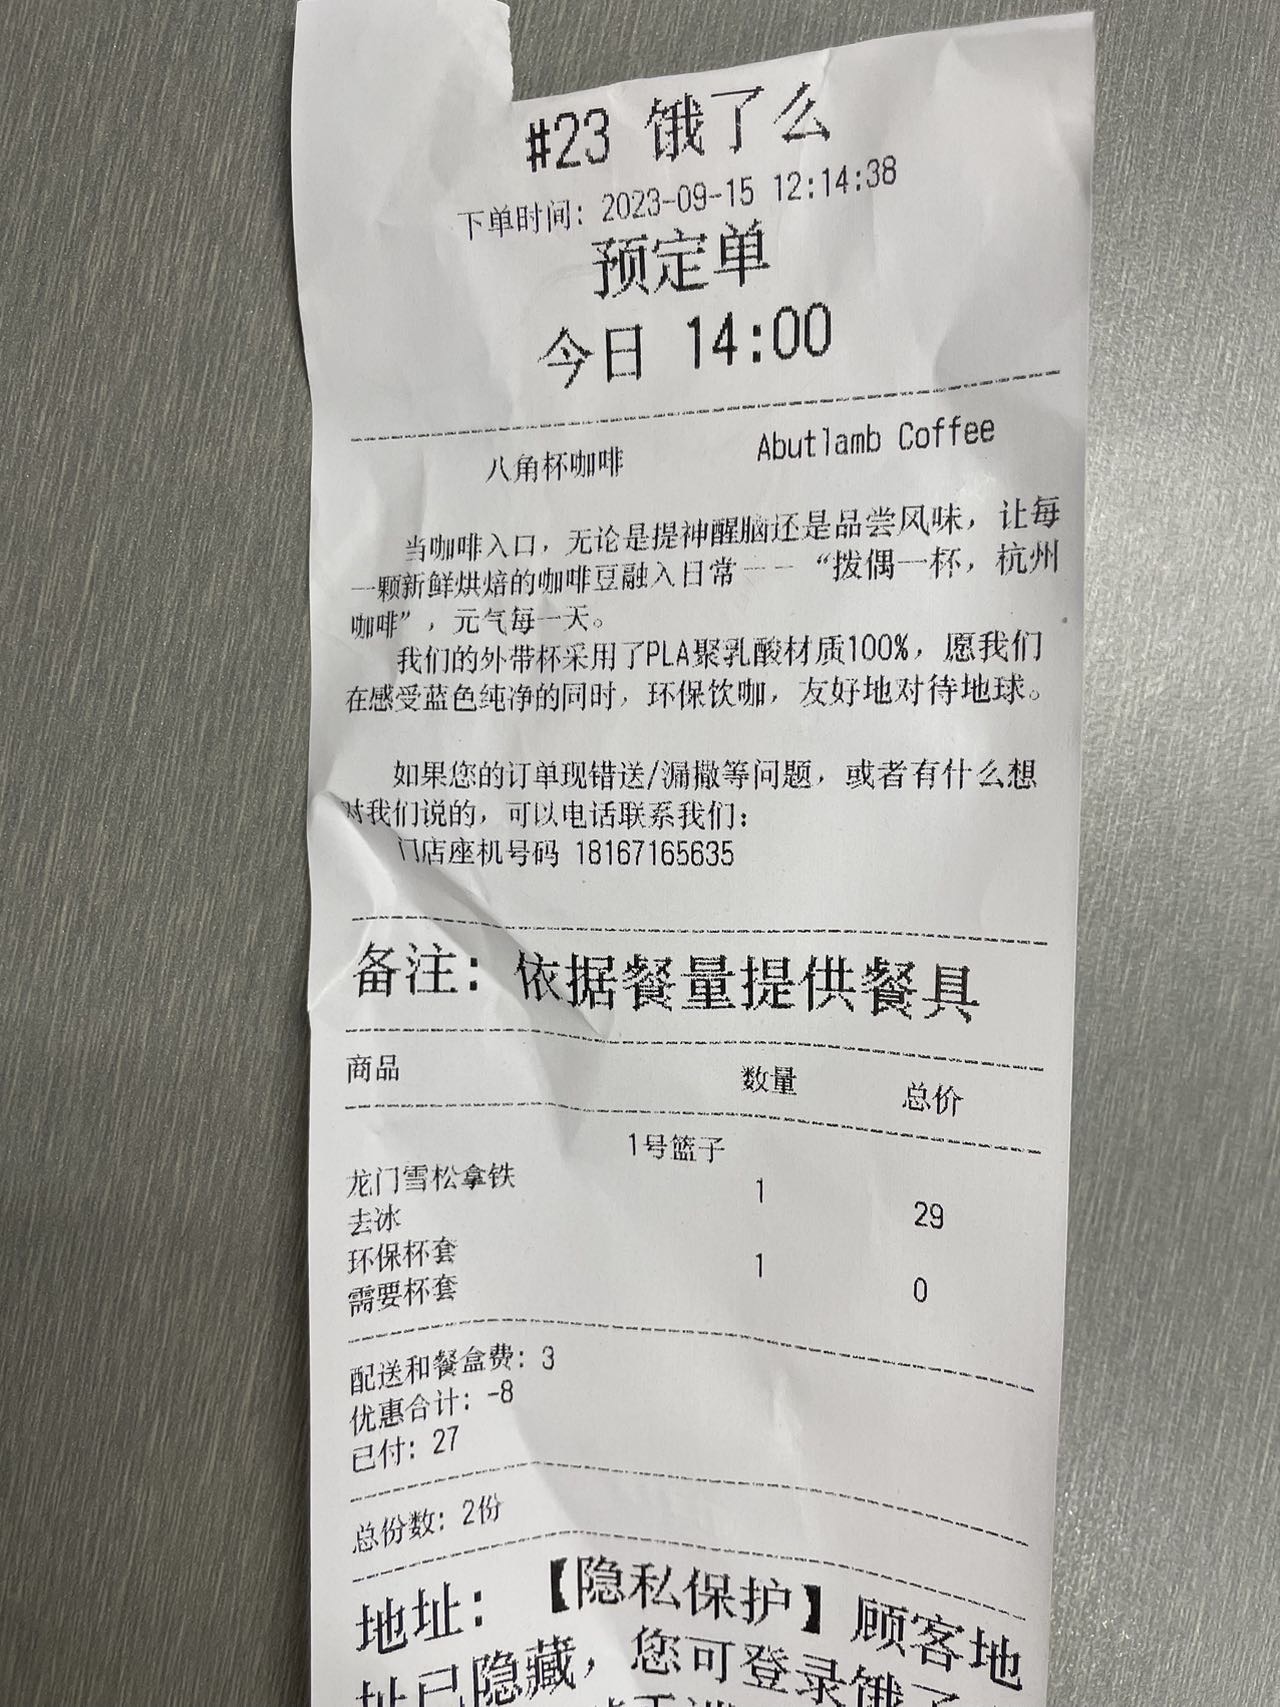 #23 饿了么
下单时间: 2023-09-15 12:14:38
预定单
今日 14:00
八角杯咖啡 Abutlamb Coffee
当咖啡入口，无论是提神醒脑还是品尝风味，让每
一颗新鲜烘焙的咖啡豆融入日常——“拨偶一杯，杭州
咖啡”，元气每一天。
我们的外带杯采用了PLA聚乳酸材质100%，愿我们
在感受蓝色纯净的同时，环保饮咖，友好地对待地球。
如果您的订单现错送/漏撒等问题，或者有什么想
对我们说的，可以电话联系我们：
门店座机号码 18167165635
备注: 依据餐量提供餐具
商品 数量 总价
1号篮子
龙门雪松拿铁 1 29
去冰
环保杯套 1 0
需要杯套
配送和餐盒费: 3
优惠合计: -8
已付: 27
总份数: 2份
地址: 【隐私保护】顾客地
址已隐藏，您可登录饿了